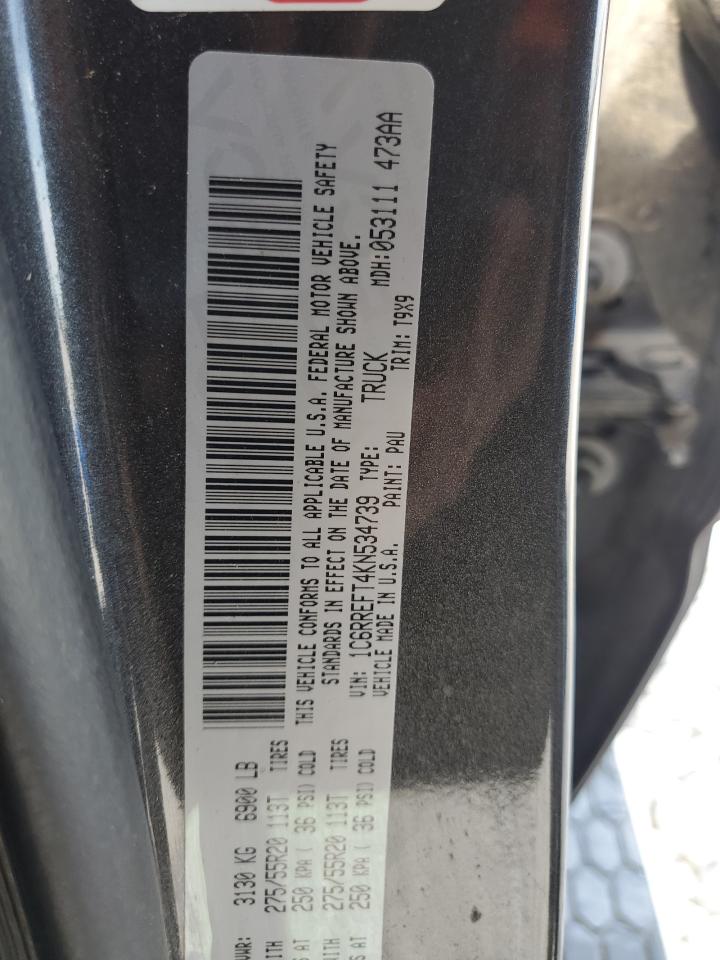 VWR: 3130 KG 6900 LB
ITH 275/55R20 113T TIRES
S AT 250 KPA ( 36 PSI) COLD
ITH 275/55R20 113T TIRES
S AT 250 KPA ( 36 PSI) COLD
THIS VEHICLE CONFORMS TO ALL APPLICABLE U.S.A. FEDERAL MOTOR VEHICLE SAFETY
STANDARDS IN EFFECT ON THE DATE OF MANUFACTURE SHOWN ABOVE.
VIN: 1C6RREFT4KN534739 TYPE: TRUCK MDH: 053111 473AA
VEHICLE MADE IN U.S.A. PAINT: PAU TRIM: T9X9